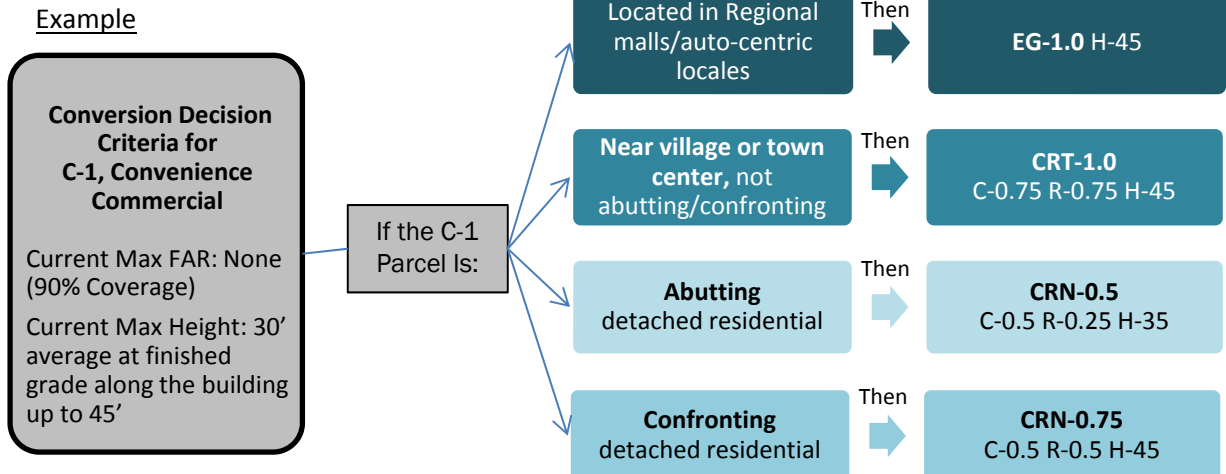 Example
Conversion Decision
Criteria for
C-1, Convenience
Commercial
Current Max FAR: None
(90% Coverage)
Current Max Height: 30’
average at finished
grade along the building
up to 45’
If the C-1
Parcel Is:
Located in Regional
malls/auto-centric
locales
Then
EG-1.0 H-45
Near village or town
center, not
abutting/confronting
Then
CRT-1.0
C-0.75 R-0.75 H-45
Abutting
detached residential
Then
CRN-0.5
C-0.5 R-0.25 H-35
Confronting
detached residential
Then
CRN-0.75
C-0.5 R-0.5 H-45